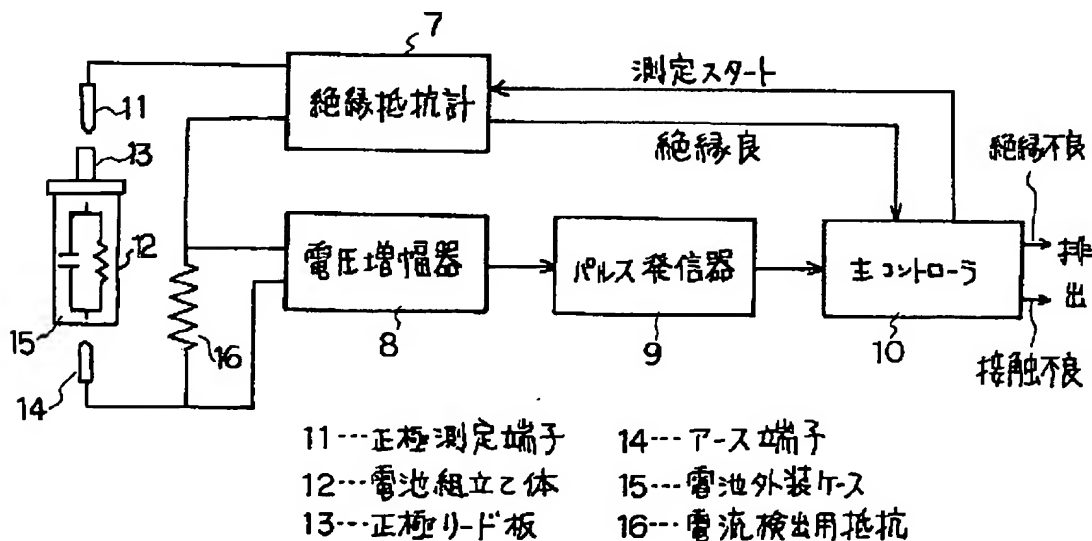 7
11
絶縁抵抗計
測定スタート
13
絶縁良
絶縁不良
12
電圧増幅器
パルス発信器
主コントローラ
排
出
15
16
8
9
10
接触不良
14
11…正極測定端子
14…アース端子
12…電池組立て体
15…電池外装ケース
13…正極リード板
16…電流検出用抵抗